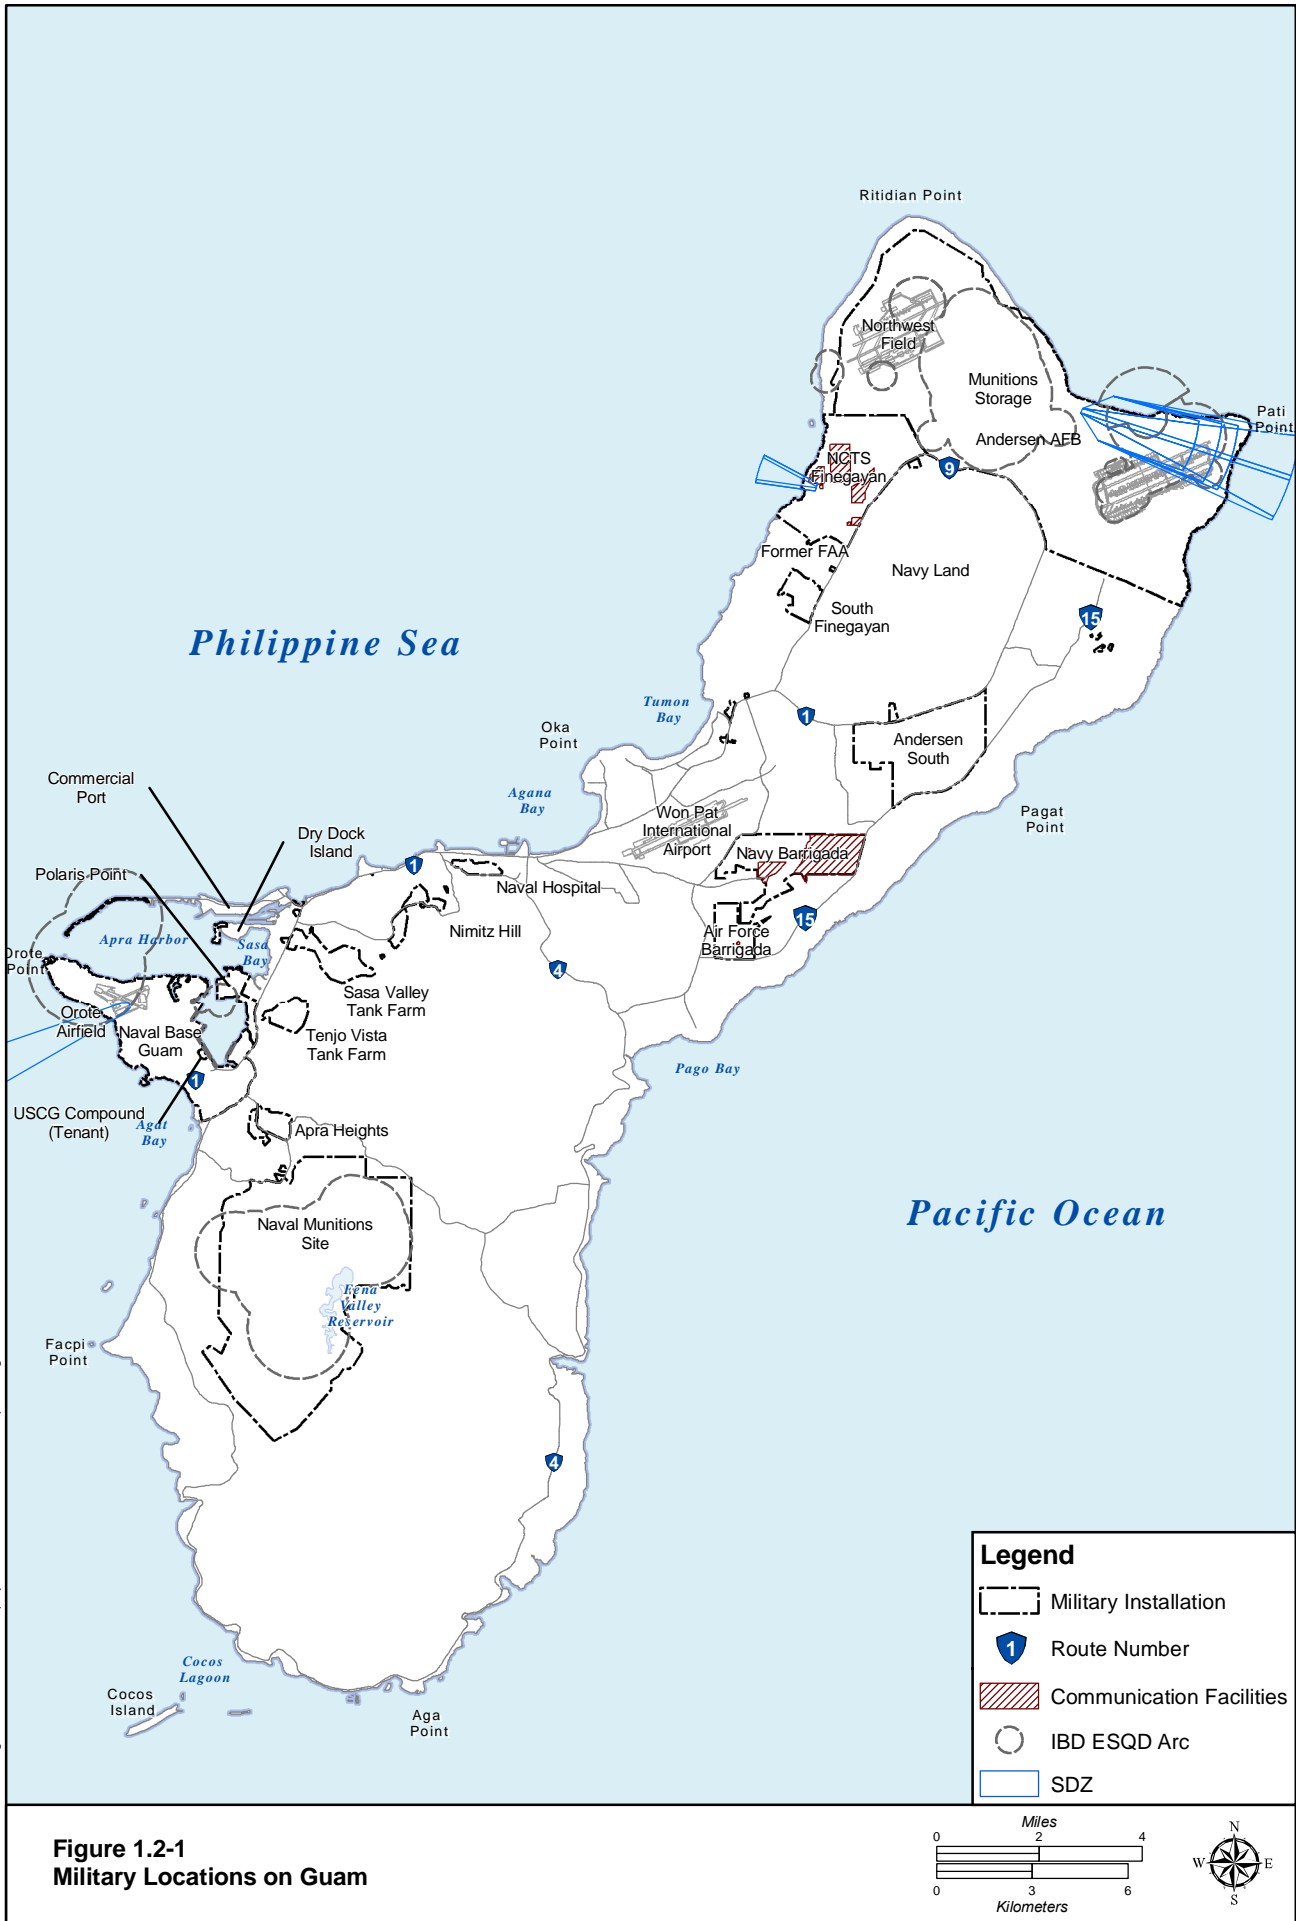 Ritidian Point
Northwest
Field
Munitions
Storage
Pati
Point
Andersen AFB
NCTS
Finegayan
9
Former FAA
Navy Land
South
Finegayan
15
Philippine Sea
Tumon
Bay
1
Oka
Point
Andersen
South
Commercial
Port
Agana
Bay
Pagat
Point
Won Pat
International
Airport
Dry Dock
Island
Navy Barrigada
1
Polaris Point
Naval Hospital
15
Nimitz Hill
Air Force
Barrigada
Apra Harbor
Sasa
Bay
Orote
Point
4
Sasa Valley
Tank Farm
Orote
Airfield
Naval Base
Guam
Tenjo Vista
Tank Farm
Pago Bay
1
USCG Compound
(Tenant)
Agat
Bay
Apra Heights
Pacific Ocean
Naval Munitions
Site
Fena
Valley
Reservoir
Facpi
Point
4
Cocos
Lagoon
Cocos
Island
Aga
Point
Legend
Military Installation
1 Route Number
Communication Facilities
IBD ESQD Arc
SDZ
Figure 1.2-1
Military Locations on Guam
Miles
0 2 4
0 3 6
Kilometers
N
W E
S